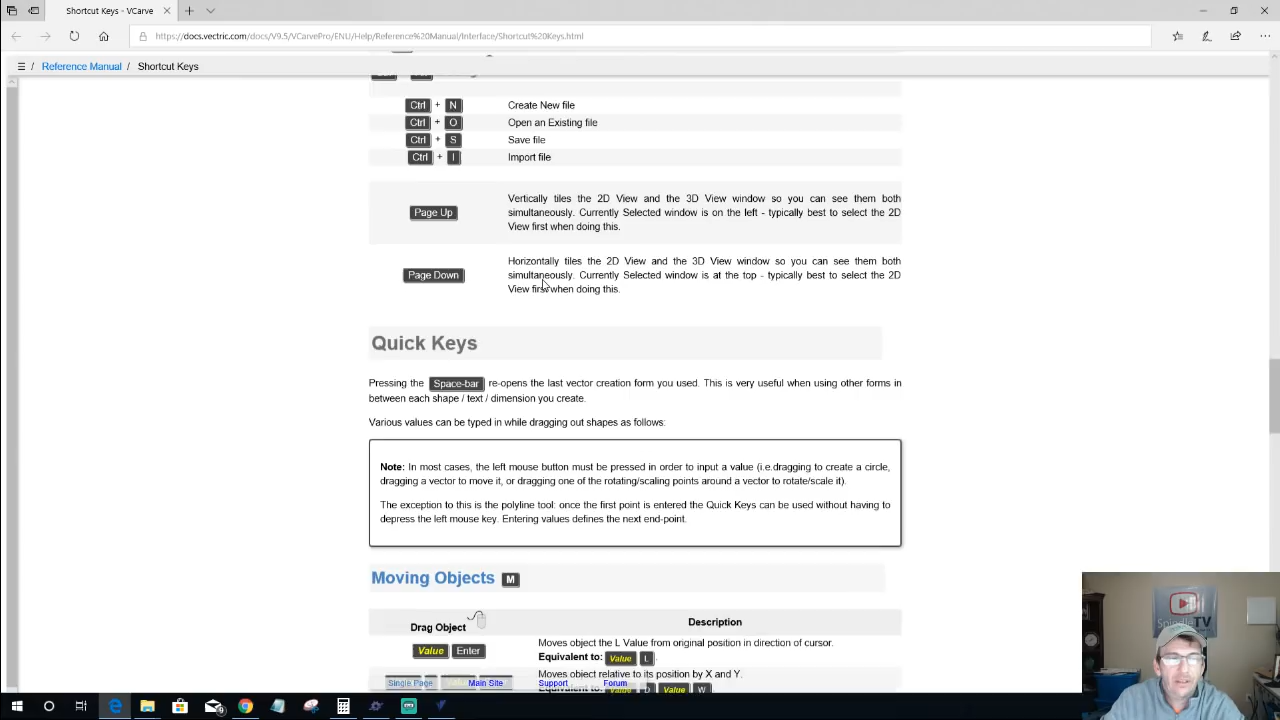 Shortcut Keys - VCarve
https://docs.vectric.com/docs/V9.5/VCarvePro/ENU/Help/Reference%20Manual/Interface/Shortcut%20Keys.html
☰ / Reference Manual / Shortcut Keys
Ctrl + N Create New file
Ctrl + O Open an Existing file
Ctrl + S Save file
Ctrl + I Import file
Page Up
Vertically tiles the 2D View and the 3D View window so you can see them both
simultaneously. Currently Selected window is on the left - typically best to select the 2D
View first when doing this.
Page Down
Horizontally tiles the 2D View and the 3D View window so you can see them both
simultaneously. Currently Selected window is at the top - typically best to select the 2D
View first when doing this.
Quick Keys
Pressing the Space-bar re-opens the last vector creation form you used. This is very useful when using other forms in
between each shape / text / dimension you create.
Various values can be typed in while dragging out shapes as follows:
Note: In most cases, the left mouse button must be pressed in order to input a value (i.e.dragging to create a circle,
dragging a vector to move it, or dragging one of the rotating/scaling points around a vector to rotate/scale it).
The exception to this is the polyline tool: once the first point is entered the Quick Keys can be used without having to
depress the left mouse key. Entering values defines the next end-point.
Moving Objects M
Drag Object Description
Value Enter
Moves object the L Value from original position in direction of cursor.
Equivalent to: Value L
Moves object relative to its position by X and Y.
Equivalent to: Value W
Single Page Main Site Support Forum
Spindle TV